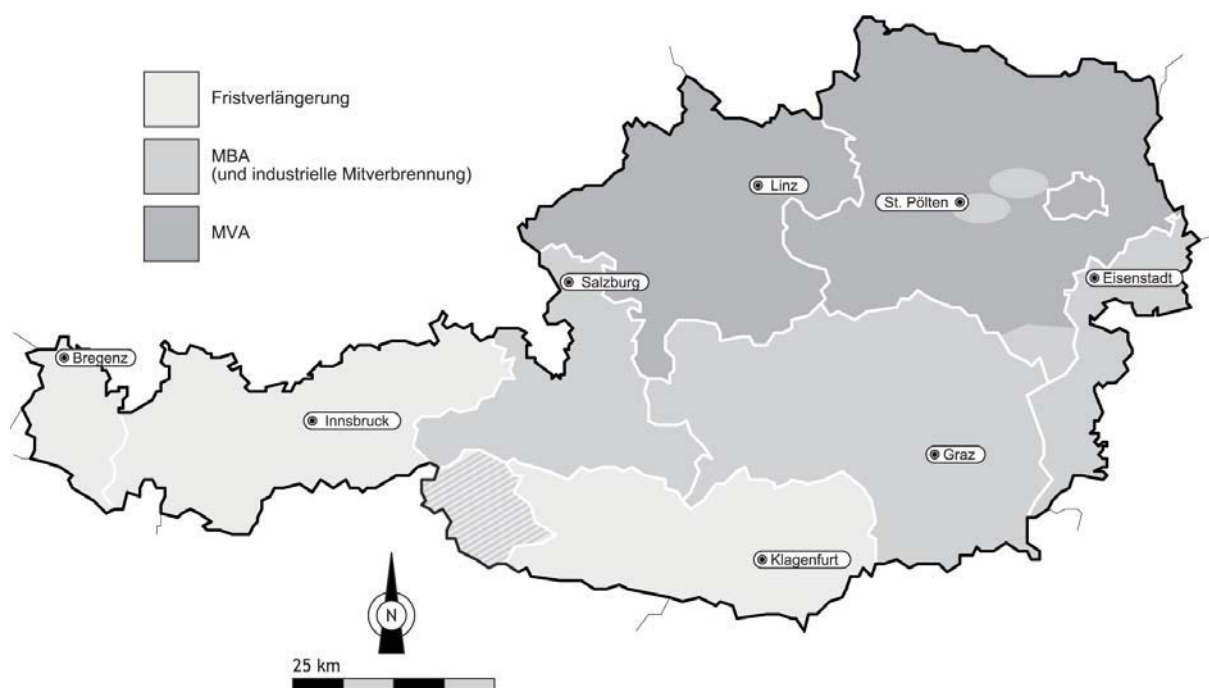 Fristverlängerung
MBA
(und industrielle Mitverbrennung)
MVA
Linz
St. Pölten
Salzburg
Eisenstadt
Bregenz
Innsbruck
Graz
Klagenfurt
N
25 km